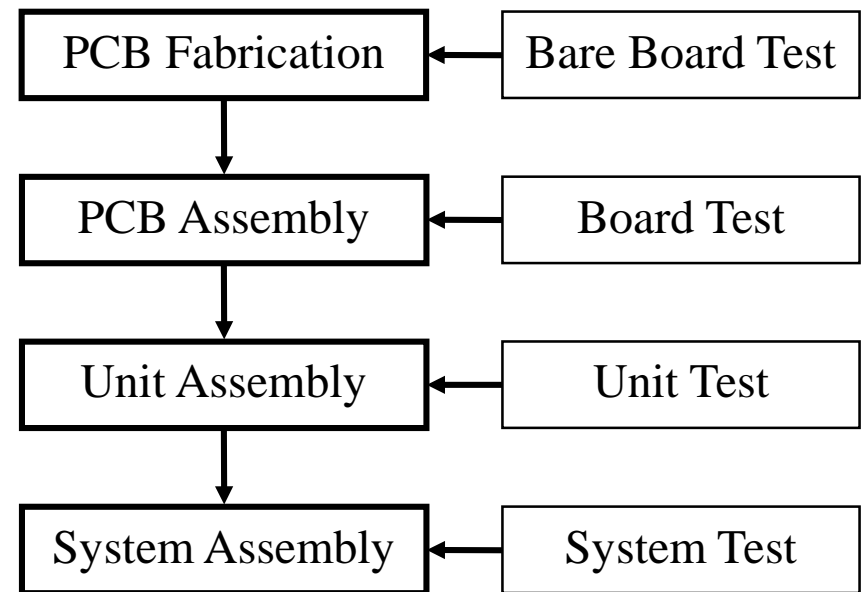 PCB Fabrication
Bare Board Test
PCB Assembly
Board Test
Unit Assembly
Unit Test
System Assembly
System Test